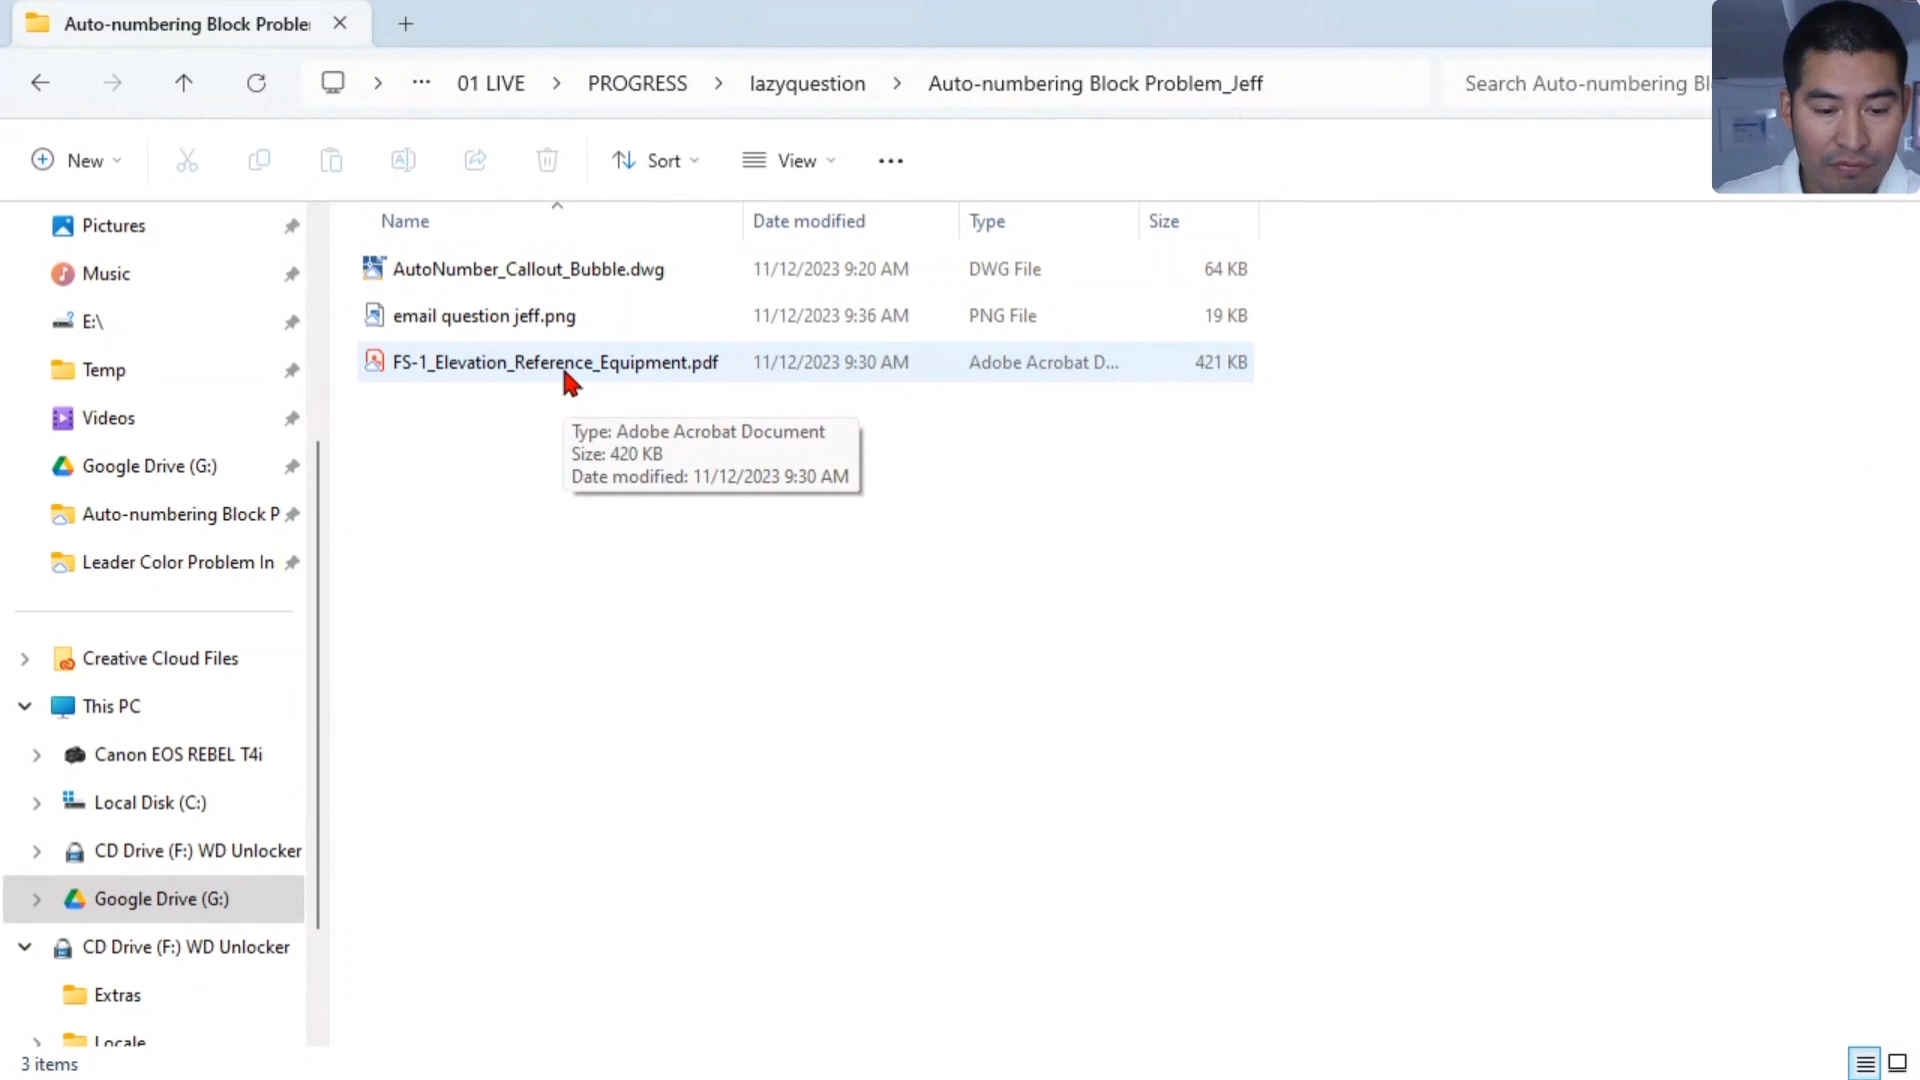 Auto-numbering Block Proble
01 LIVE PROGRESS lazyquestion Auto-numbering Block Problem_Jeff
Search Auto-numbering Bl
New Sort View
Name Date modified Type Size
AutoNumber_Callout_Bubble.dwg 11/12/2023 9:20 AM DWG File 64 KB
email question jeff.png 11/12/2023 9:36 AM PNG File 19 KB
FS-1_Elevation_Reference_Equipment.pdf 11/12/2023 9:30 AM Adobe Acrobat D... 421 KB
Type: Adobe Acrobat Document
Size: 420 KB
Date modified: 11/12/2023 9:30 AM
Pictures
Music
E:\
Temp
Videos
Google Drive (G:)
Auto-numbering Block P
Leader Color Problem In
Creative Cloud Files
This PC
Canon EOS REBEL T4i
Local Disk (C:)
CD Drive (F:) WD Unlocker
Google Drive (G:)
CD Drive (F:) WD Unlocker
Extras
Locale
3 items